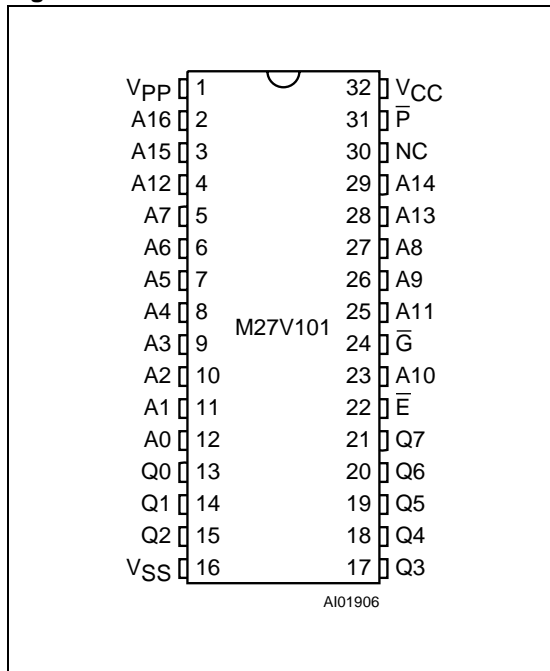 VPP 1 32 VCC
A16 2 31 P̅
A15 3 30 NC
A12 4 29 A14
A7 5 28 A13
A6 6 27 A8
A5 7 26 A9
A4 8 25 A11
M27V101
A3 9 24 G̅
A2 10 23 A10
A1 11 22 E̅
A0 12 21 Q7
Q0 13 20 Q6
Q1 14 19 Q5
Q2 15 18 Q4
VSS 16 17 Q3
AI01906